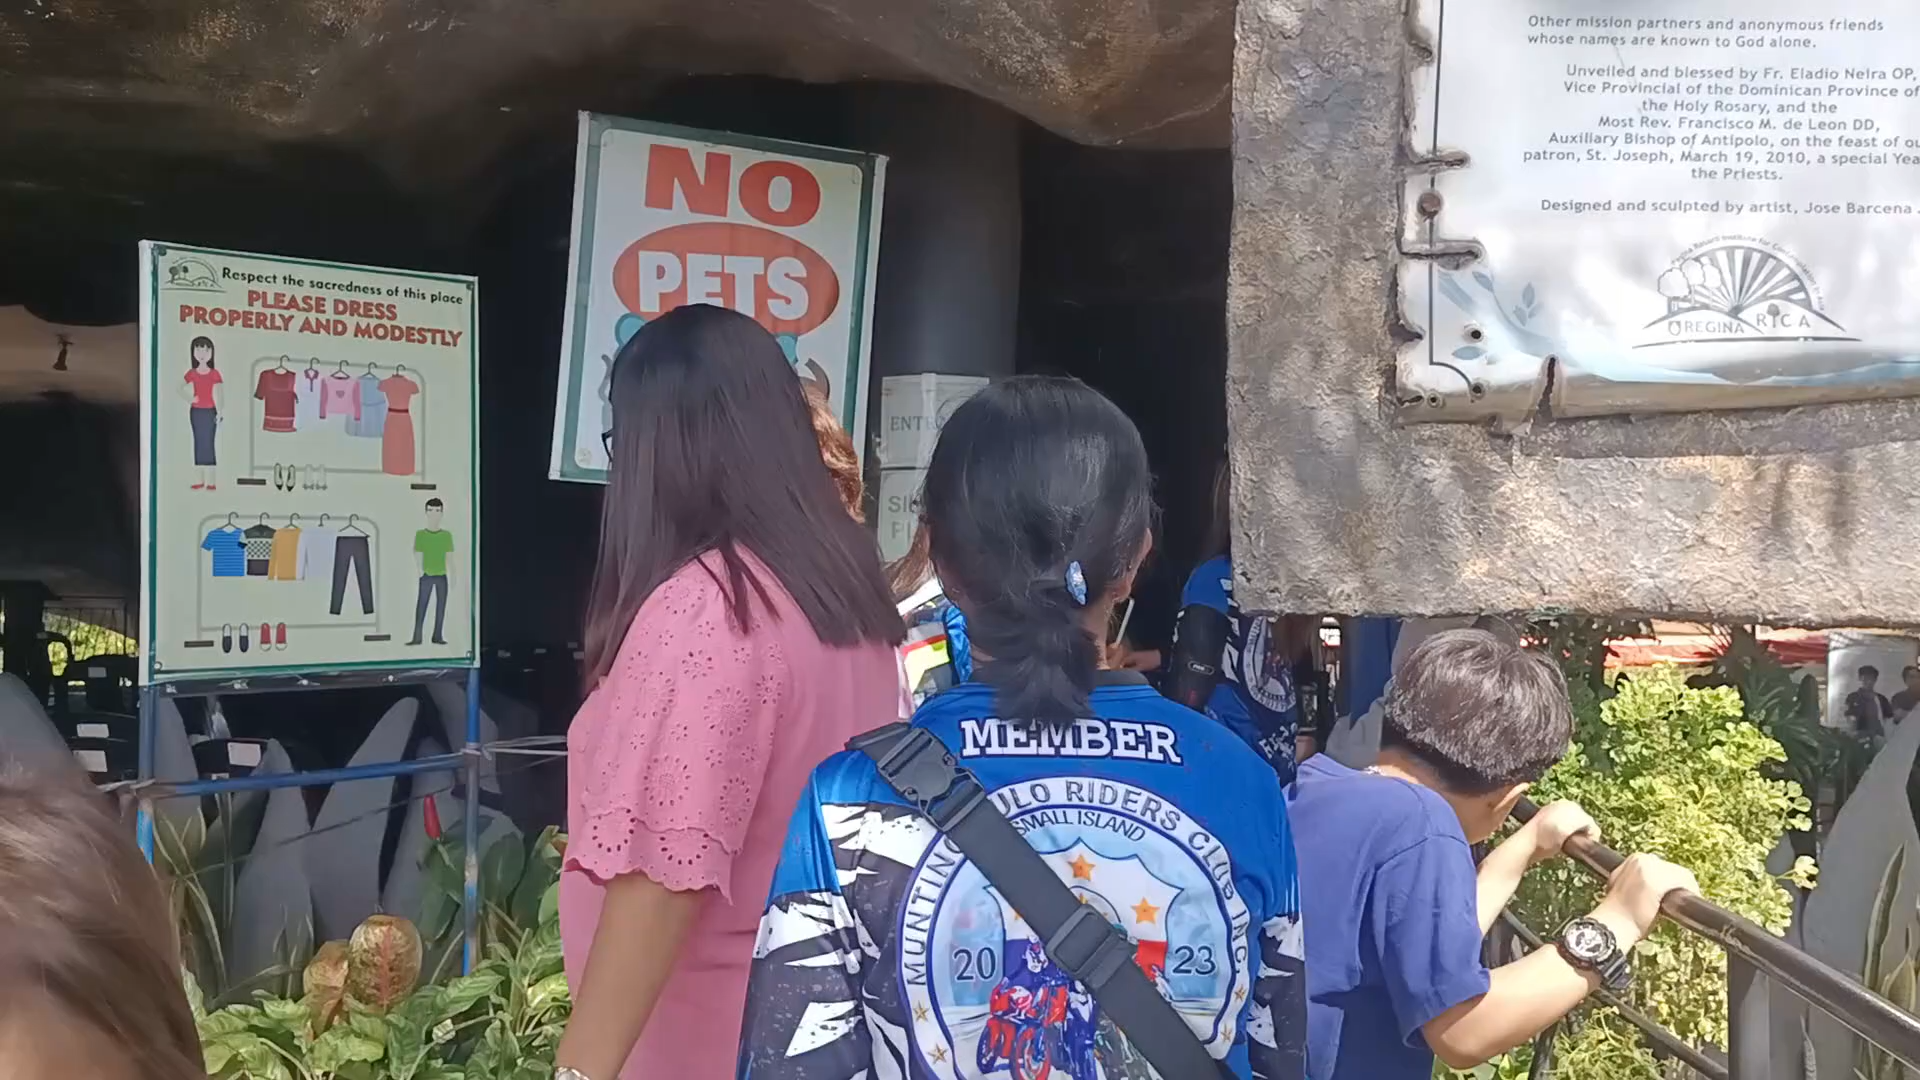 Respect the sacredness of this place
PLEASE DRESS
PROPERLY AND MODESTLY
NO
PETS
Other mission partners and anonymous friends
whose names are known to God alone.
Unveiled and blessed by Fr. Eladio Neira OP,
Vice Provincial of the Dominican Province of
the Holy Rosary, and the
Most Rev. Francisco M. de Leon DD,
Auxiliary Bishop of Antipolo, on the feast of
patron, St. Joseph, March 19, 2010, a special
the Priests.
Designed and sculpted by artist, Jose Barcena
REGINA RICA
MEMBER
RIDERS CLUB INC.
SMALL ISLAND
20 23